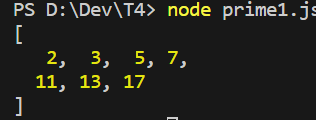 PS D:\Dev\T4> node prime1.js
[
   2,  3,  5, 7,
  11, 13, 17
]